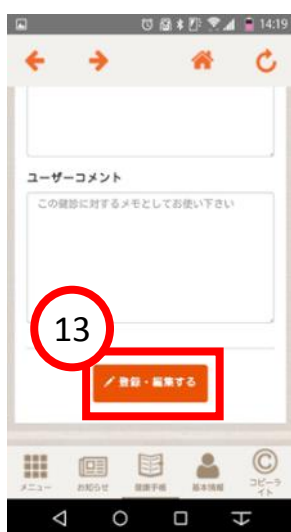 14:19
ユーザーコメント
この健診に対するメモとしてお使い下さい
13
登録・編集する
メニュー
お知らせ
健康手帳
基本情報
コピーラ
イト